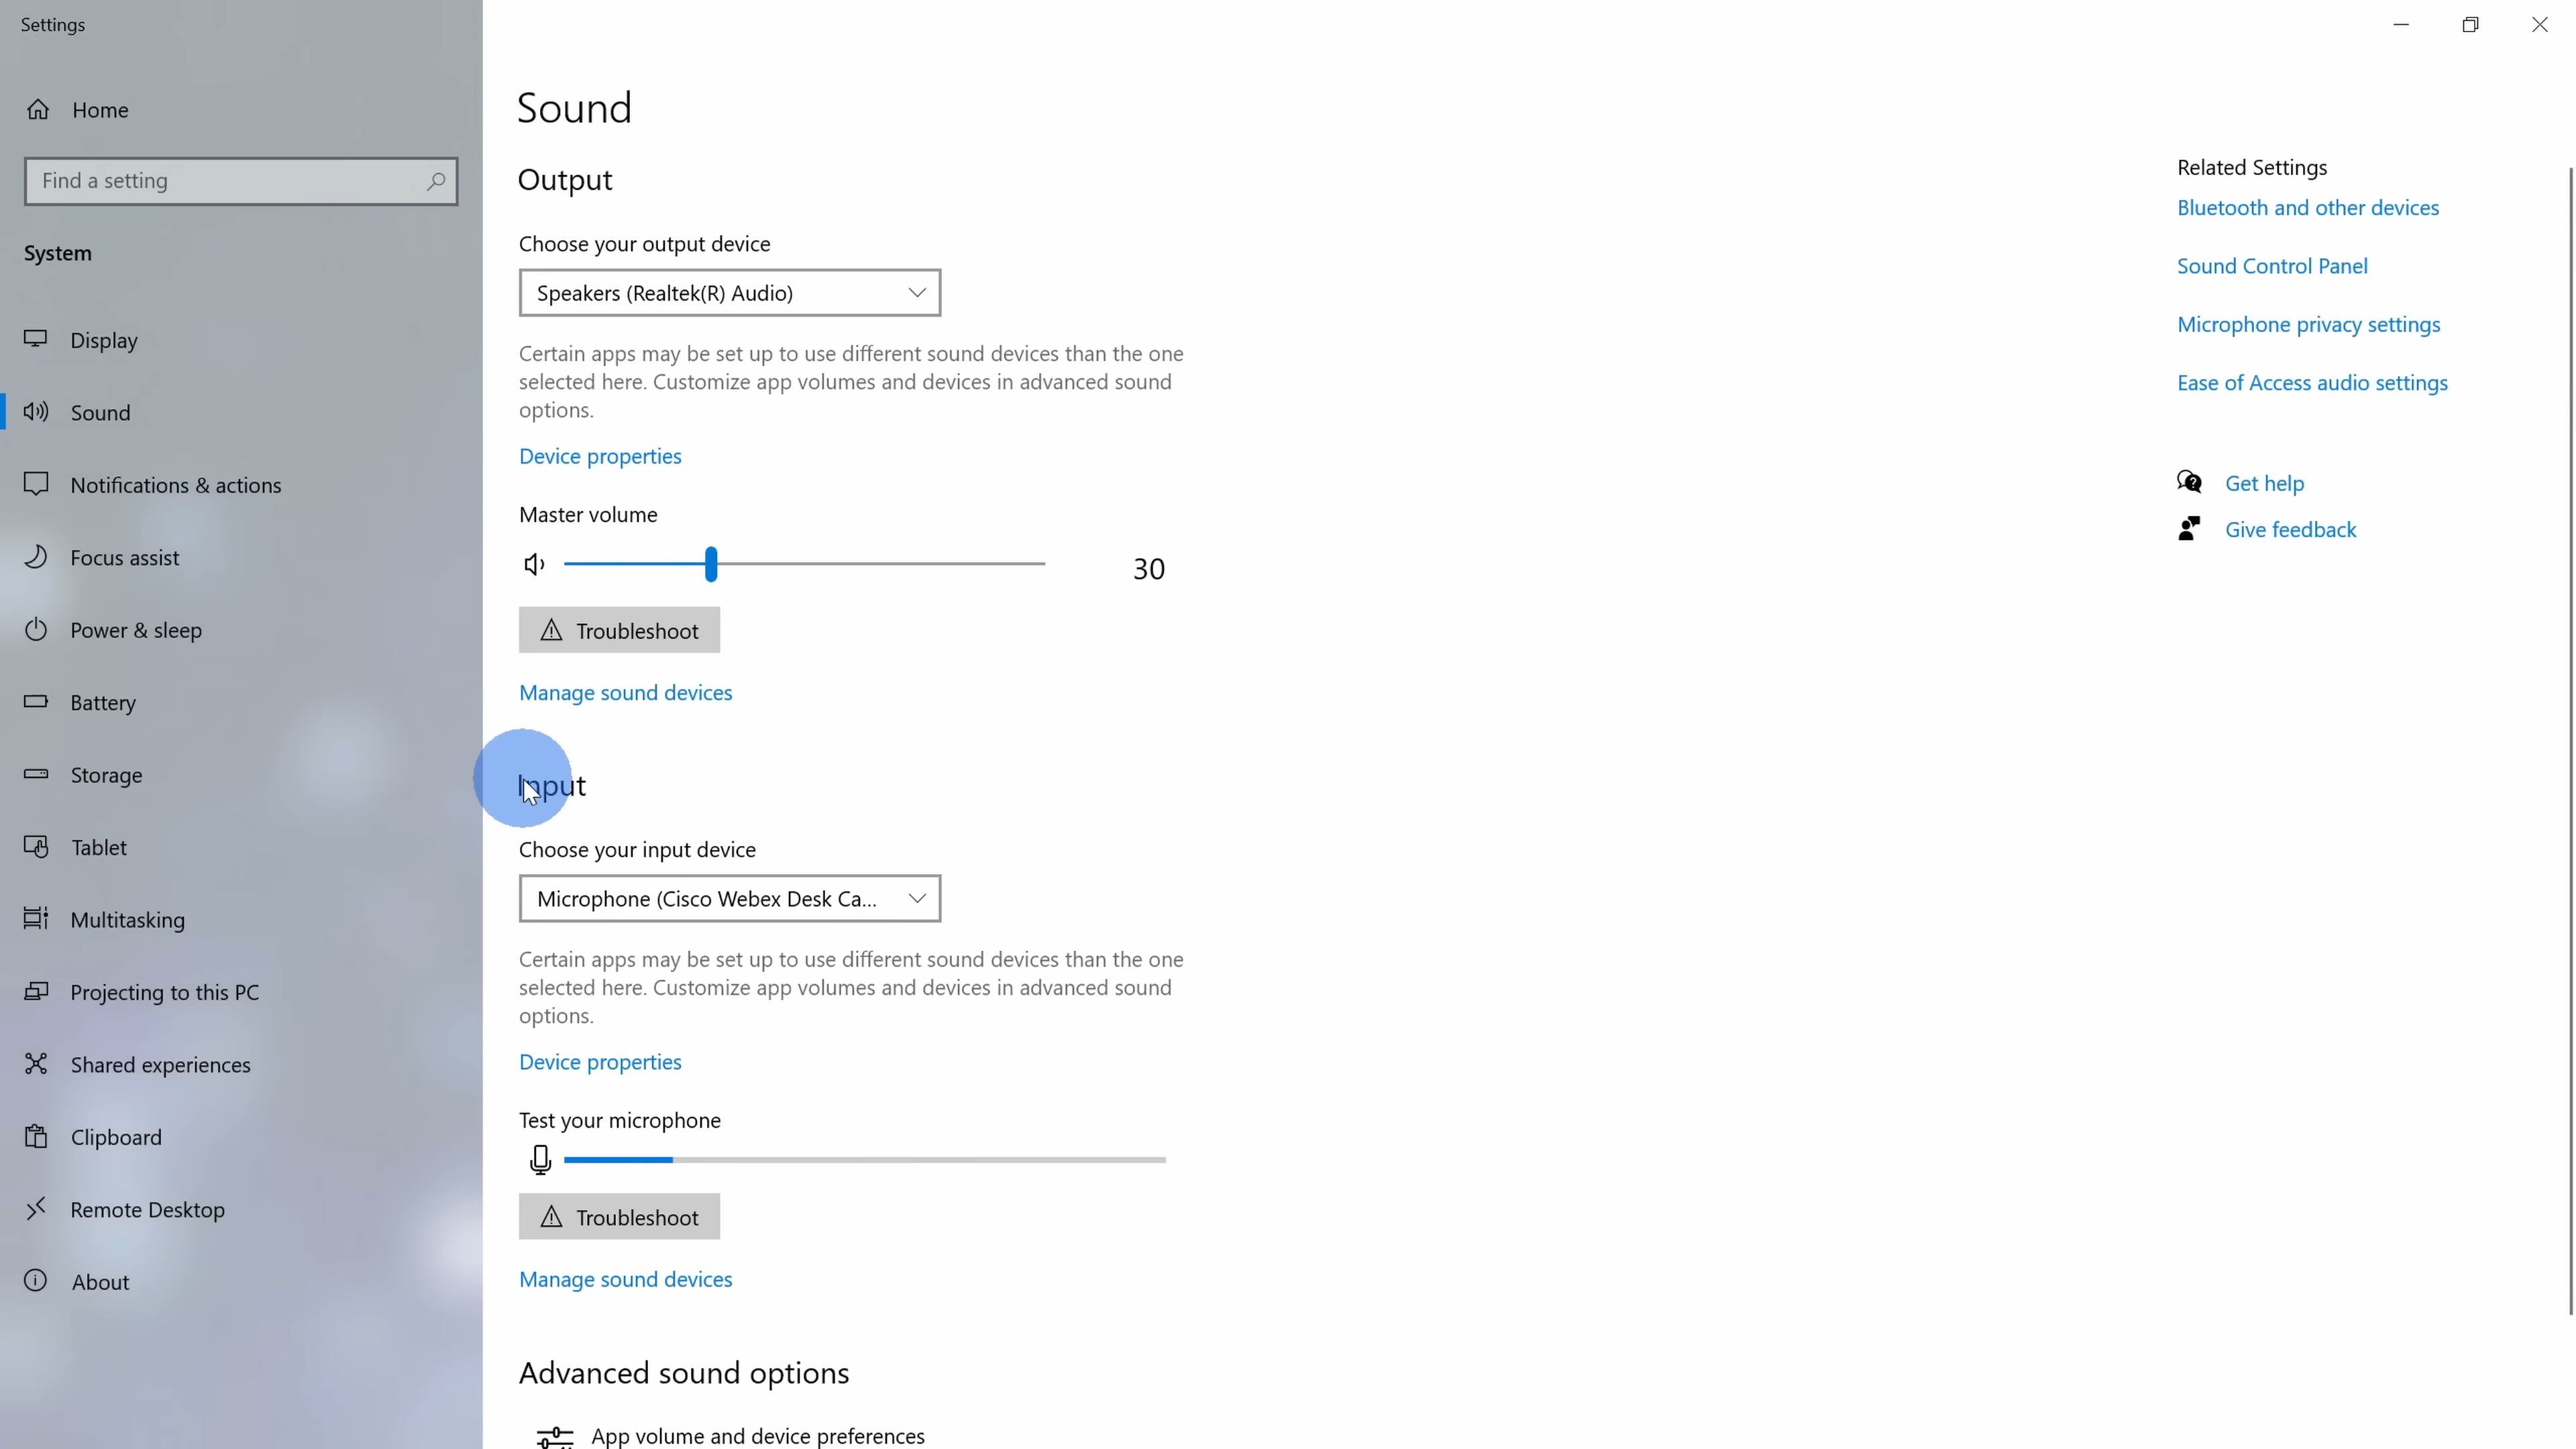 Settings
Home
Find a setting
System
Display
Sound
Notifications & actions
Focus assist
Power & sleep
Battery
Storage
Tablet
Multitasking
Projecting to this PC
Shared experiences
Clipboard
Remote Desktop
About
Sound
Output
Choose your output device
Speakers (Realtek(R) Audio)
Certain apps may be set up to use different sound devices than the one
selected here. Customize app volumes and devices in advanced sound
options.
Device properties
Master volume
30
Troubleshoot
Manage sound devices
Input
Choose your input device
Microphone (Cisco Webex Desk Ca...
Certain apps may be set up to use different sound devices than the one
selected here. Customize app volumes and devices in advanced sound
options.
Device properties
Test your microphone
Troubleshoot
Manage sound devices
Advanced sound options
App volume and device preferences
Related Settings
Bluetooth and other devices
Sound Control Panel
Microphone privacy settings
Ease of Access audio settings
Get help
Give feedback